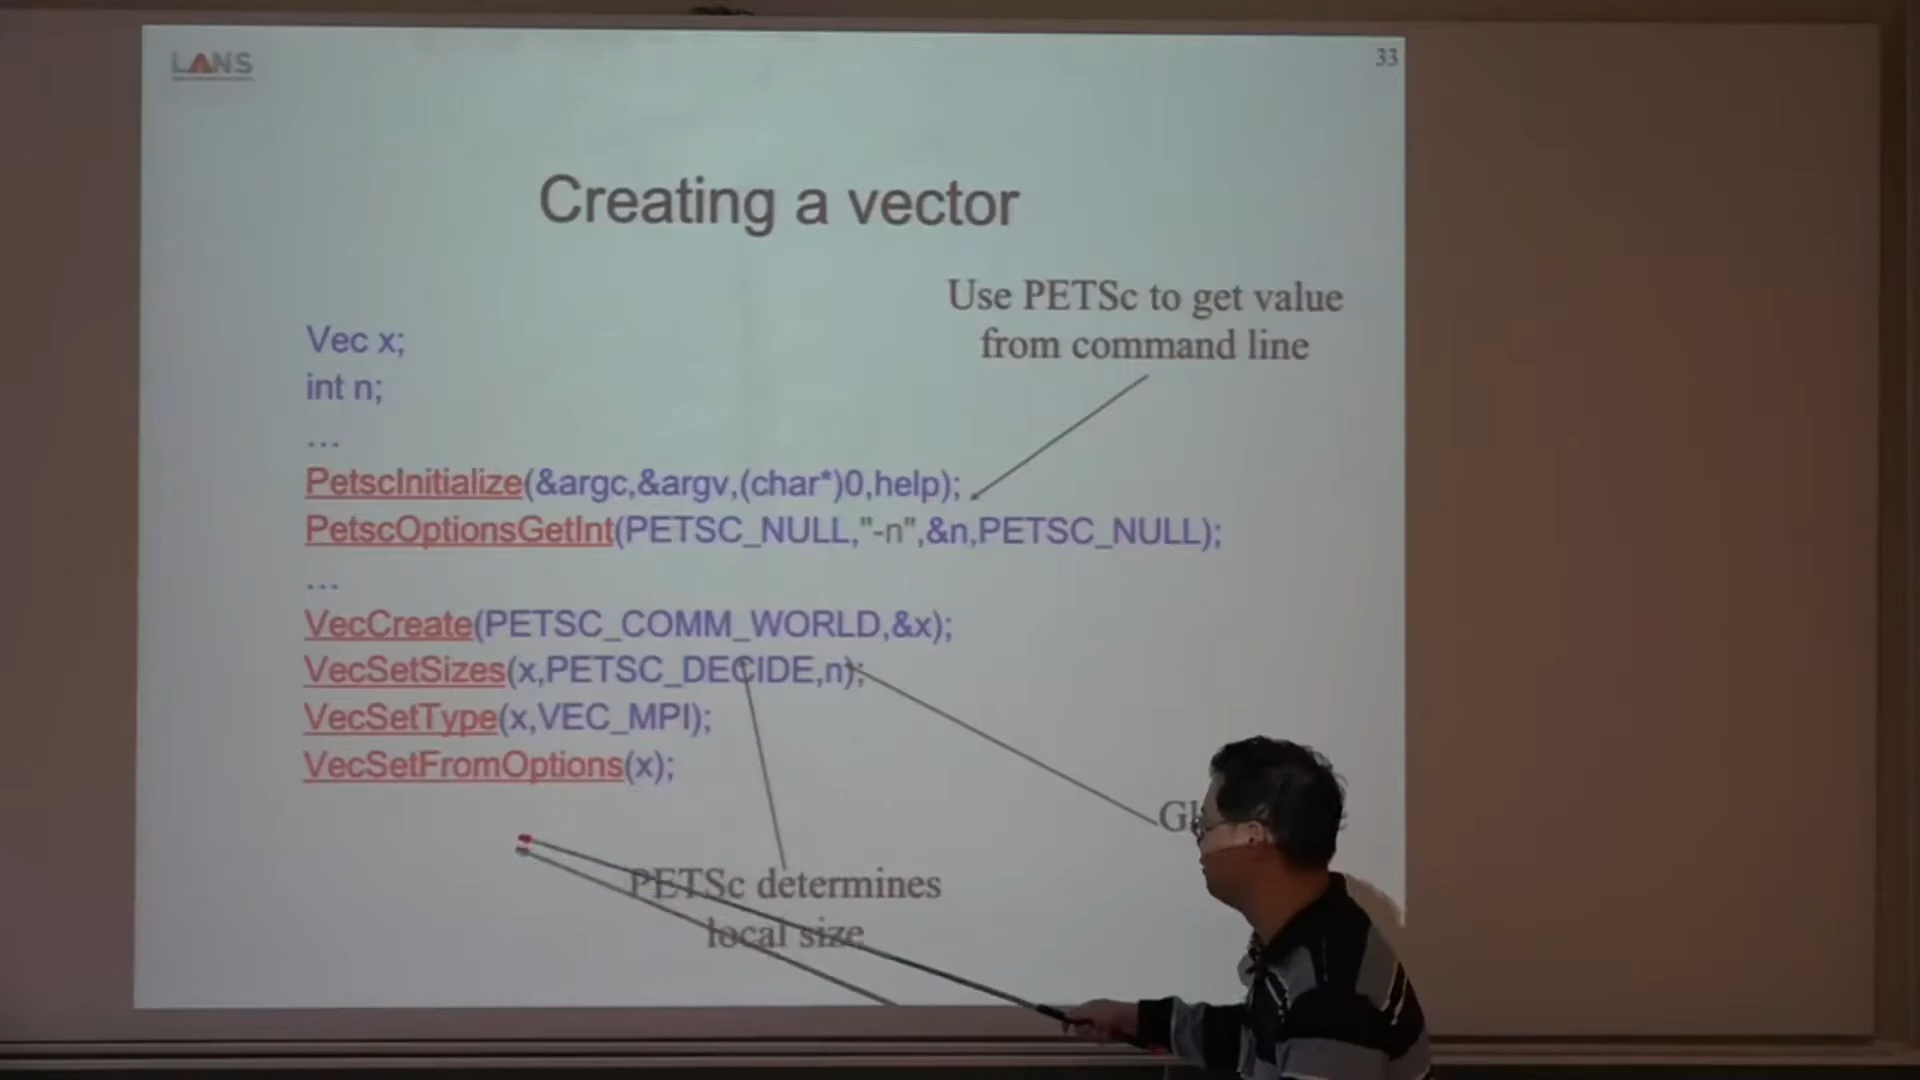 LANS
33
Creating a vector
Use PETSc to get value
from command line
Vec x;
int n;
…
PetscInitialize(&argc,&argv,(char*)0,help);
PetscOptionsGetInt(PETSC_NULL,"-n",&n,PETSC_NULL);
…
VecCreate(PETSC_COMM_WORLD,&x);
VecSetSizes(x,PETSC_DECIDE,n);
VecSetType(x,VEC_MPI);
VecSetFromOptions(x);
PETSc determines
local size